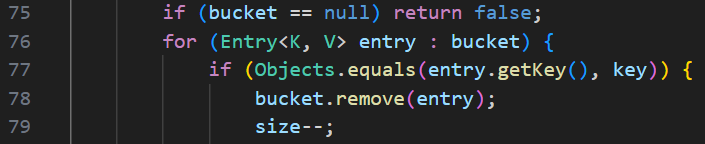 75 if (bucket == null) return false;
76 for (Entry<K, V> entry : bucket) {
77 if (Objects.equals(entry.getKey(), key)) {
78 bucket.remove(entry);
79 size--;